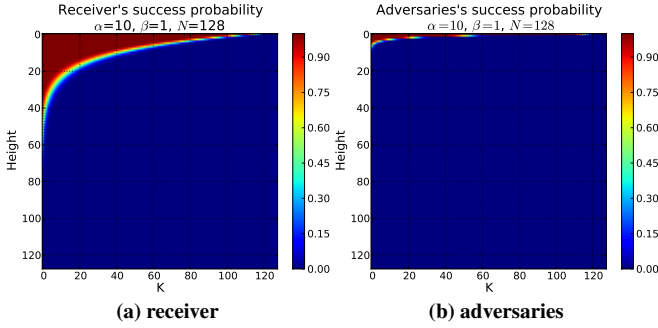 Receiver's success probability
α=10, β=1, N=128
0
20
40
60
80
100
120
Height
0 20 40 60 80 100 120
K
0.90
0.75
0.60
0.45
0.30
0.15
0.00
(a) receiver
Adversaries's success probability
α=10, β=1, N=128
0
20
40
60
80
100
120
Height
0 20 40 60 80 100 120
K
0.90
0.75
0.60
0.45
0.30
0.15
0.00
(b) adversaries